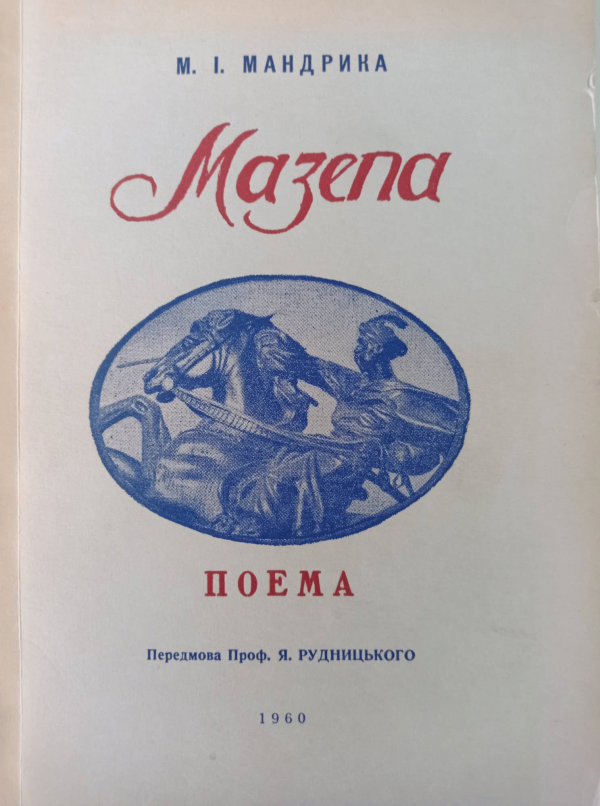 М. І. МАНДРИКА
Мазепа
ПОЕМА
Передмова Проф. Я. РУДНИЦЬКОГО
1960